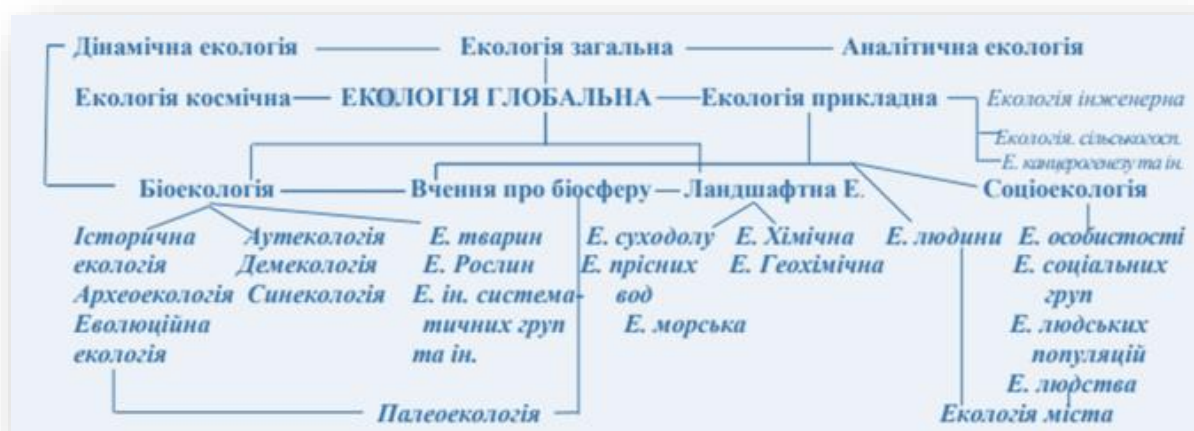 Дінамічна екологія Екологія загальна Аналітична екологія
Екологія космічна ЕКОЛОГІЯ ГЛОБАЛЬНА Екологія прикладна Екологія інженерна
Екологія. сільськогосп.
Е. канцерогенезу та ін.
Біоекологія Вчення про біосферу Ландшафтна Е. Соціоекологія
Історична Аутекологія Е. тварин Е. суходолу Е. Хімічна Е. людини Е. особистості
екологія Демекологія Е. Рослин Е. прісних Е. Геохімічна Е. соціальних
Археоекологія Синекологія Е. ін. система- вод груп
Еволюційна тичних груп Е. морська Е. людських
екологія та ін. популяцій
Е. людства
Палеоекологія Екологія міста